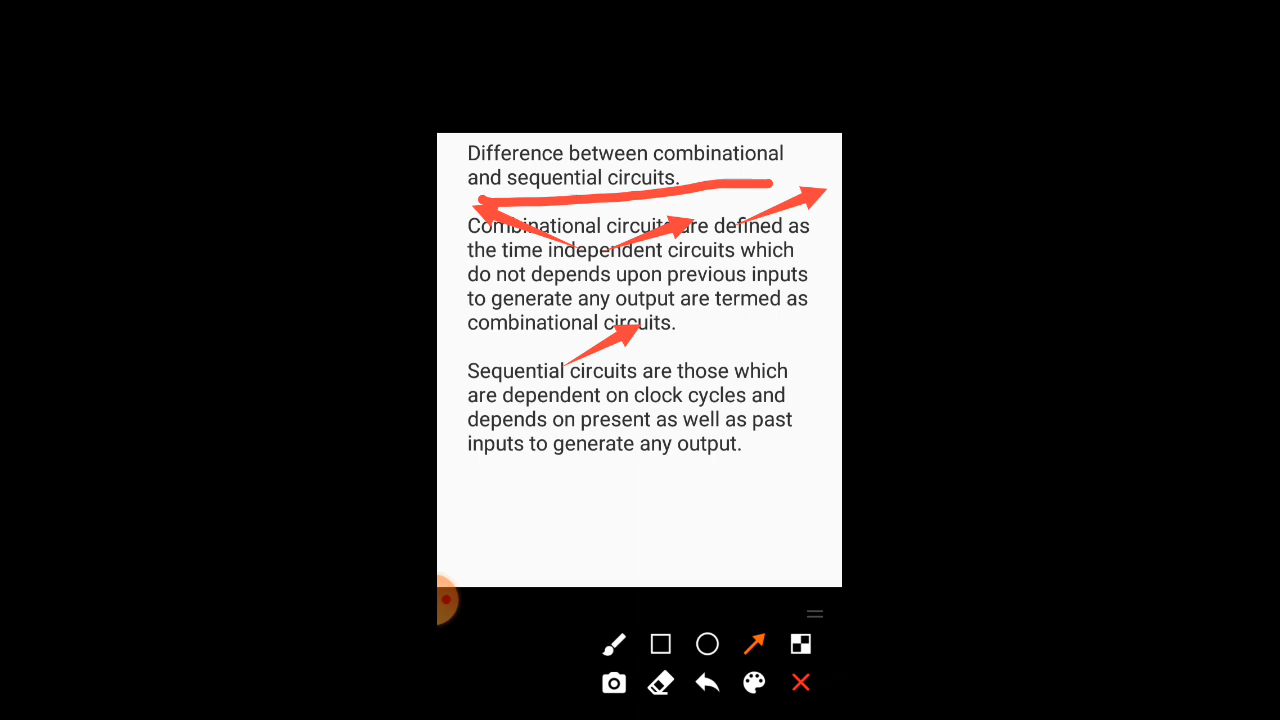 Difference between combinational
and sequential circuits.
Combinational circuits are defined as
the time independent circuits which
do not depends upon previous inputs
to generate any output are termed as
combinational circuits.
Sequential circuits are those which
are dependent on clock cycles and
depends on present as well as past
inputs to generate any output.